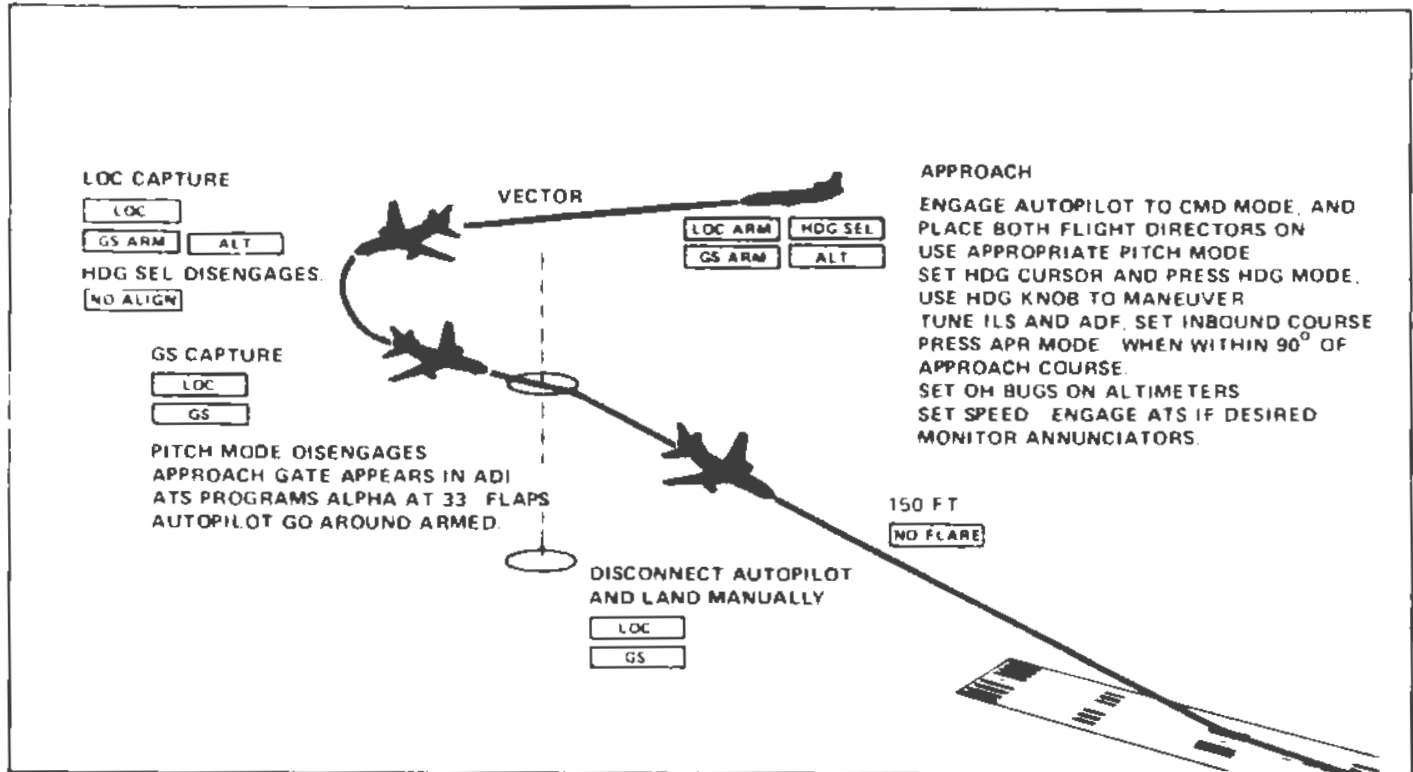 LOC CAPTURE
LOC
GS ARM ALT
HDG SEL DISENGAGES.
NO ALIGN
VECTOR
LOC ARM HDG SEL
GS ARM ALT
APPROACH
ENGAGE AUTOPILOT TO CMD MODE, AND
PLACE BOTH FLIGHT DIRECTORS ON
USE APPROPRIATE PITCH MODE
SET HDG CURSOR AND PRESS HDG MODE,
USE HDG KNOB TO MANEUVER
TUNE ILS AND ADF, SET INBOUND COURSE
PRESS APR MODE WHEN WITHIN 90° OF
APPROACH COURSE.
SET OH BUGS ON ALTIMETERS
SET SPEED ENGAGE ATS IF DESIRED
MONITOR ANNUNCIATORS.
GS CAPTURE
LOC
GS
PITCH MODE DISENGAGES
APPROACH GATE APPEARS IN ADI
ATS PROGRAMS ALPHA AT 33 FLAPS
AUTOPILOT GO AROUND ARMED.
150 FT
NO FLARE
DISCONNECT AUTOPILOT
AND LAND MANUALLY
LOC
GS